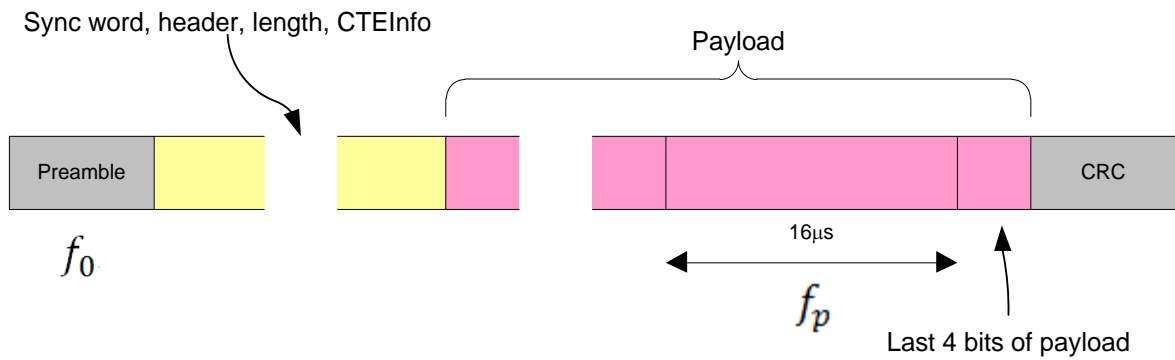 Sync word, header, length, CTEInfo
Payload
Preamble
CRC
16μs
f₀
fₚ
Last 4 bits of payload